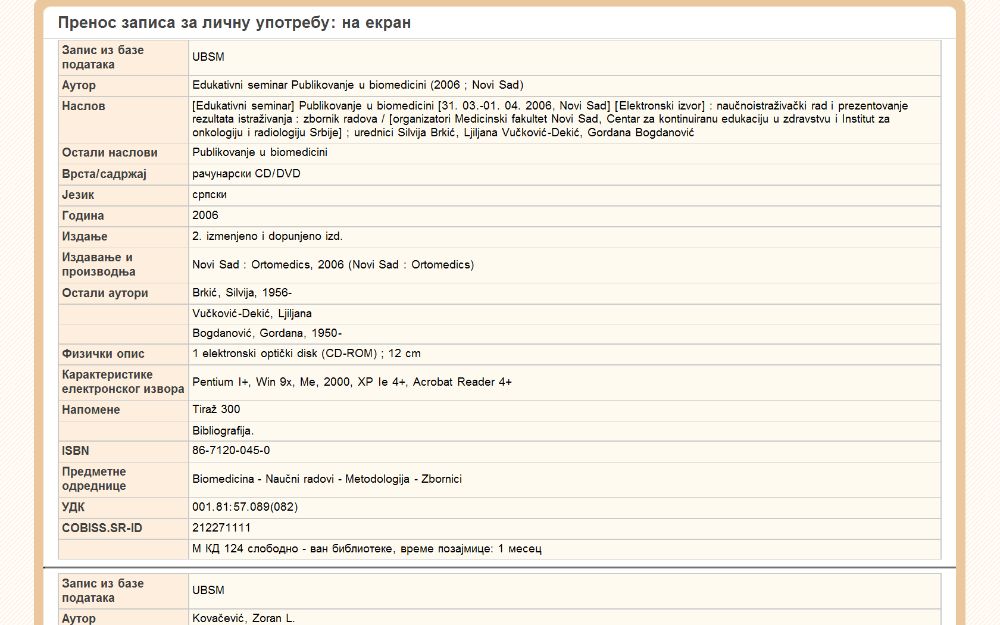 Пренос записа за личну употребу: на екран
Запис из базе
података
UBSM
Аутор
Edukativni seminar Publikovanje u biomedicini (2006 ; Novi Sad)
Наслов
[Edukativni seminar] Publikovanje u biomedicini [31. 03.-01. 04. 2006, Novi Sad] [Elektronski izvor] : naučnoistraživački rad i prezentovanje
rezultata istraživanja : zbornik radova / [organizatori Medicinski fakultet Novi Sad, Centar za kontinuiranu edukaciju u zdravstvu i Institut za
onkologiju i radiologiju Srbije] ; urednici Silvija Brkić, Ljiljana Vučković-Dekić, Gordana Bogdanović
Остали наслови
Publikovanje u biomedicini
Врста/садржај
рачунарски CD/DVD
Језик
српски
Година
2006
Издање
2. izmenjeno i dopunjeno izd.
Издавање и
производња
Novi Sad : Ortomedics, 2006 (Novi Sad : Ortomedics)
Остали аутори
Brkić, Silvija, 1956-
Vučković-Dekić, Ljiljana
Bogdanović, Gordana, 1950-
Физички опис
1 elektronski optički disk (CD-ROM) ; 12 cm
Карактеристике
електронског извора
Pentium I+, Win 9x, Me, 2000, XP Ie 4+, Acrobat Reader 4+
Напомене
Tiraž 300
Bibliografija.
ISBN
86-7120-045-0
Предметне
одреднице
Biomedicina - Naučni radovi - Metodologija - Zbornici
УДК
001.81:57.089(082)
COBISS.SR-ID
212271111
М КД 124 слободно - ван библиотеке, време позајмице: 1 месец
Запис из базе
података
UBSM
Аутор
Kovačević, Zoran L.